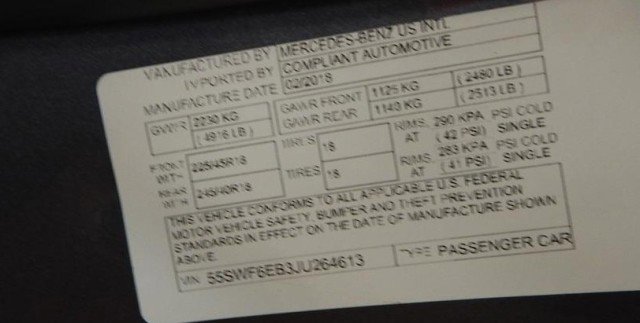 MANUFACTURED BY MERCEDES-BENZ US INTL
IMPORTED BY COMPLIANT AUTOMOTIVE
MANUFACTURE DATE 02/2018
GVWR 2230 KG (4916 LB) GAWR FRONT 1125 KG (2480 LB)
GAWR REAR 1140 KG (2513 LB)
FRONT WITH 225/45R18 TIRES 18 RIMS, AT 290 KPA (42 PSI) PSI COLD SINGLE
REAR WITH 245/40R18 TIRES 18 RIMS, AT 283 KPA (41 PSI) PSI COLD SINGLE
THIS VEHICLE CONFORMS TO ALL APPLICABLE U.S. FEDERAL
MOTOR VEHICLE SAFETY, BUMPER AND THEFT PREVENTION
STANDARDS IN EFFECT ON THE DATE OF MANUFACTURE SHOWN
ABOVE.
VIN 55SWF6EB3JU264613 TYPE PASSENGER CAR